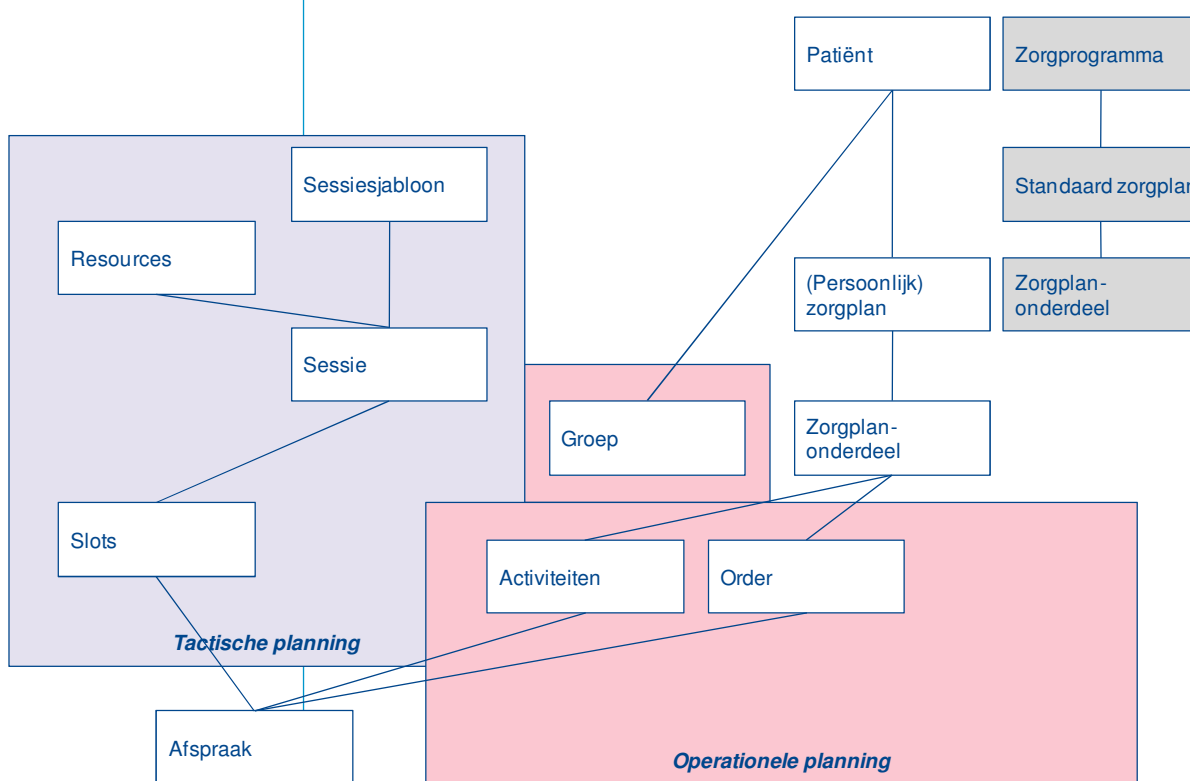 Patiënt
Zorgprogramma
Sessiesjabloon
Standaard zorgplan
Resources
(Persoonlijk)
zorgplan
Zorgplan-
onderdeel
Sessie
Groep
Zorgplan-
onderdeel
Slots
Activiteiten
Order
Tactische planning
Afspraak
Operationele planning